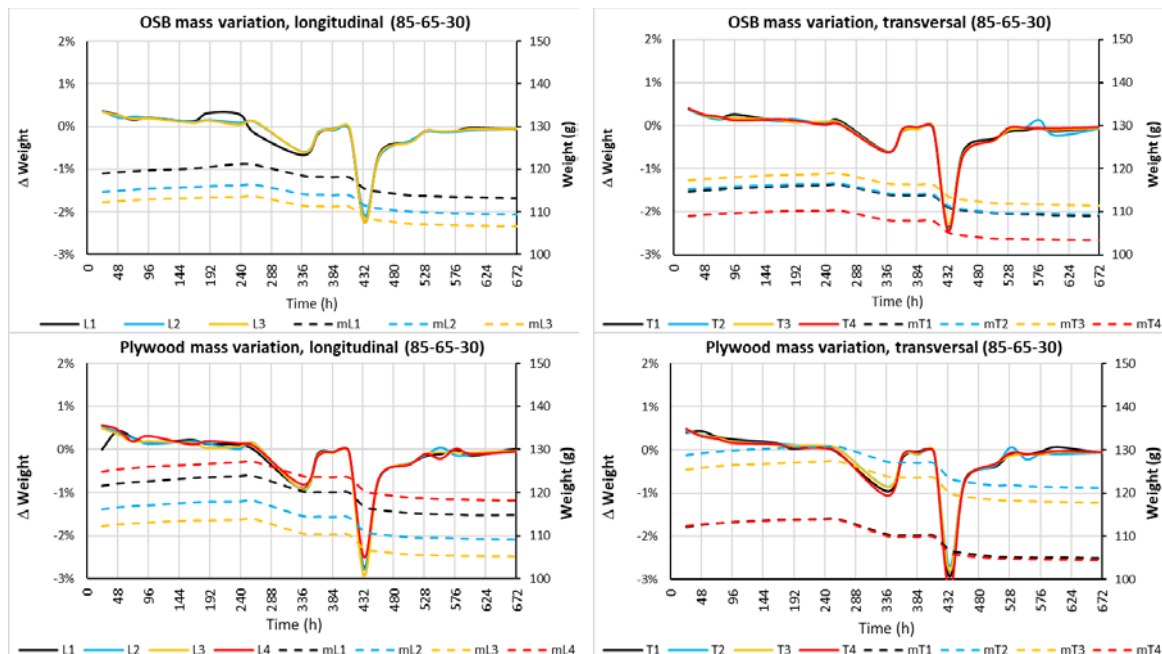 OSB mass variation, longitudinal (85-65-30)
2% 150
1% 140
0% 130
-1% 120
-2% 110
-3% 100
Δ Weight
Weight (g)
0 48 96 144 192 240 288 336 384 432 480 528 576 624 672
Time (h)
L1 L2 L3 mL1 mL2 mL3
OSB mass variation, transversal (85-65-30)
2% 150
1% 140
0% 130
-1% 120
-2% 110
-3% 100
Δ Weight
Weight (g)
0 48 96 144 192 240 288 336 384 432 480 528 576 624 672
Time (h)
T1 T2 T3 T4 mT1 mT2 mT3 mT4
Plywood mass variation, longitudinal (85-65-30)
2% 150
1% 140
0% 130
-1% 120
-2% 110
-3% 100
Δ Weight
Weight (g)
0 48 96 144 192 240 288 336 384 432 480 528 576 624 672
Time (h)
L1 L2 L3 L4 mL1 mL2 mL3 mL4
Plywood mass variation, transversal (85-65-30)
2% 150
1% 140
0% 130
-1% 120
-2% 110
-3% 100
Δ Weight
Weight (g)
0 48 96 144 192 240 288 336 384 432 480 528 576 624 672
Time (h)
T1 T2 T3 T4 mT1 mT2 mT3 mT4